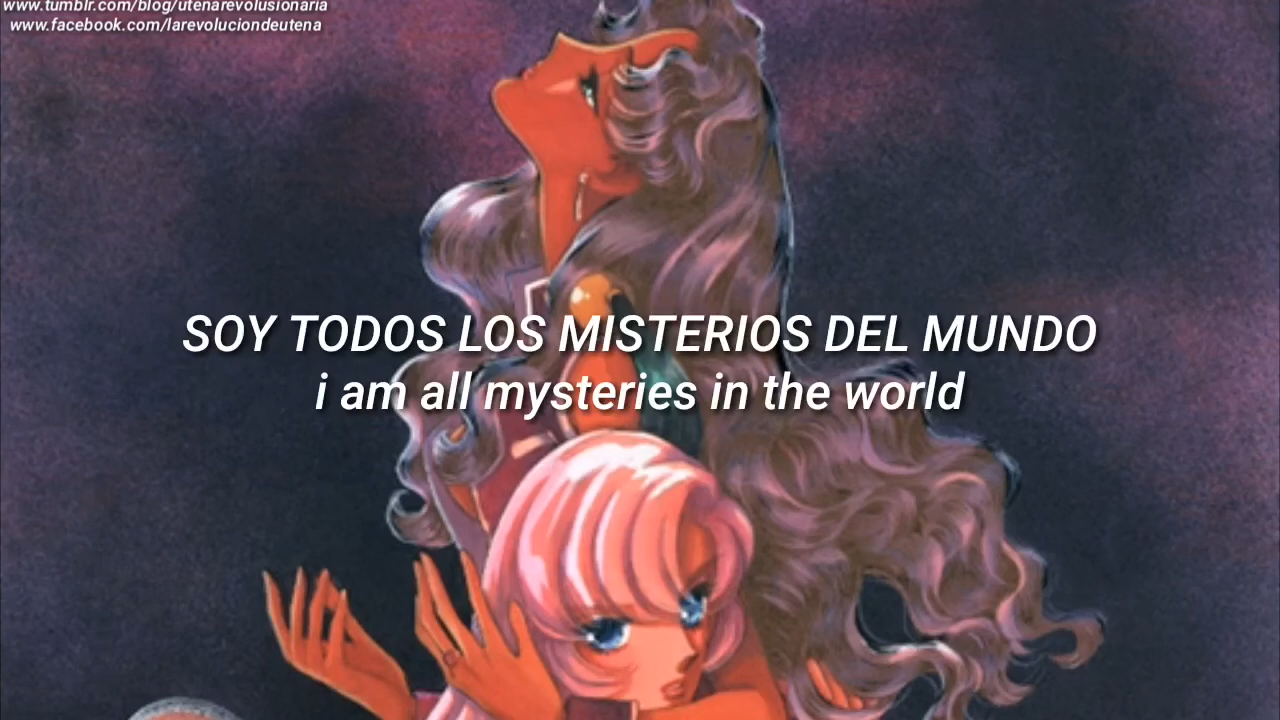 www.tumblr.com/blog/utenarevolusionaria
www.facebook.com/larevoluciondeutena
SOY TODOS LOS MISTERIOS DEL MUNDO
i am all mysteries in the world